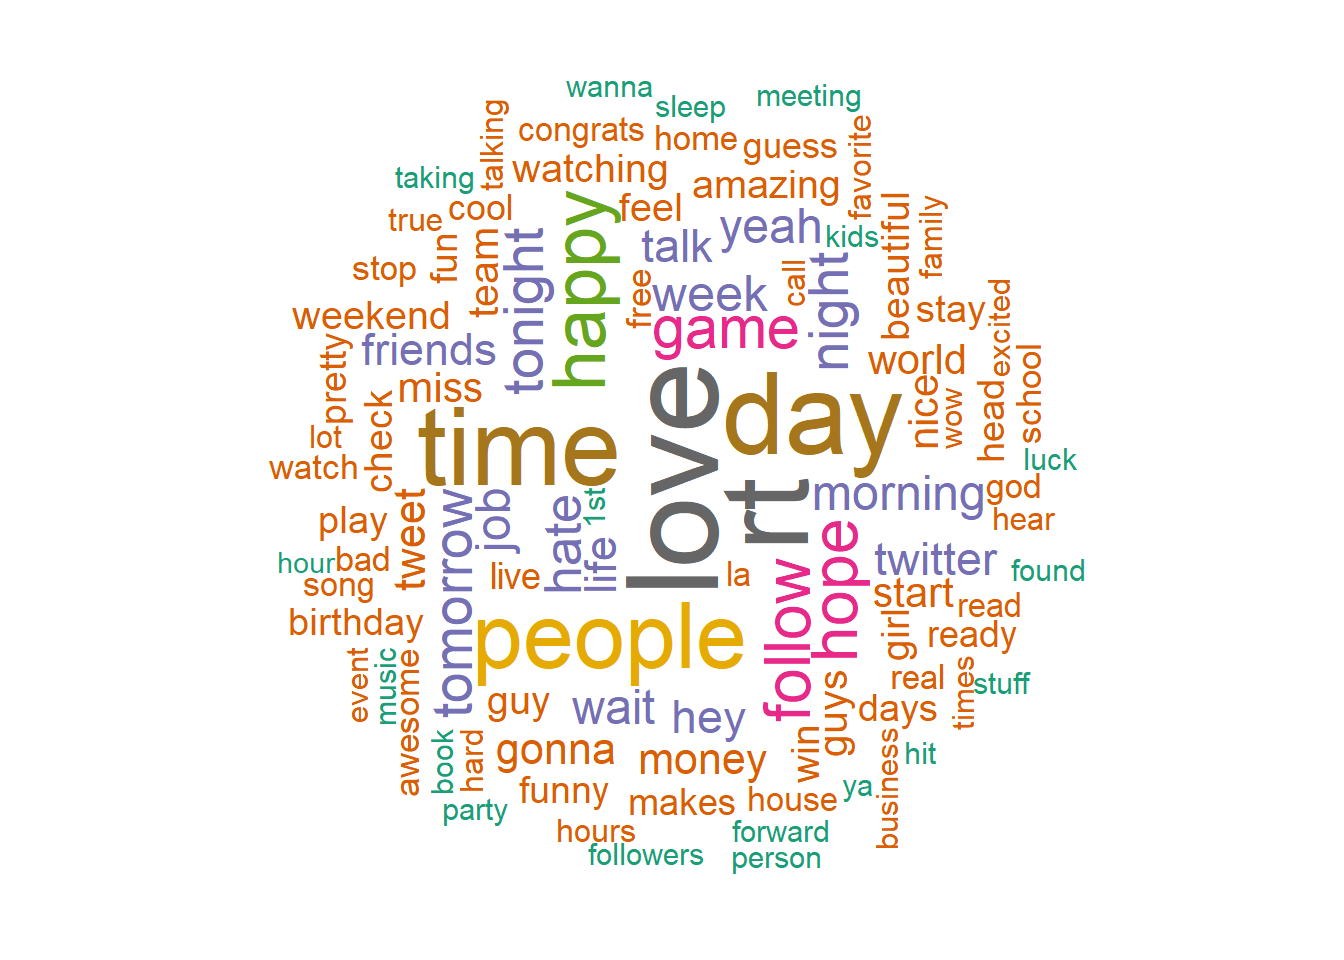 wanna
sleep
meeting
congrats
home
guess
talking
favorite
watching
amazing
taking
true
cool
feel
yeah
kids
beautiful
family
stop
fun
team
tonight
happy
talk
free
week
call
night
stay
excited
weekend
friends
game
world
pretty
miss
love
day
nice
wow
head
school
lot
watch
check
time
rt
luck
morning
god
hear
play
tweet
tomorrow
job
hate
1st
life
hope
twitter
found
hour
bad
song
live
la
follow
start
read
birthday
people
girl
ready
event
music
awesome
guy
wait
hey
guys
real
days
times
stuff
book
hard
gonna
money
win
business
hit
funny
makes
house
ya
party
hours
followers
forward
person